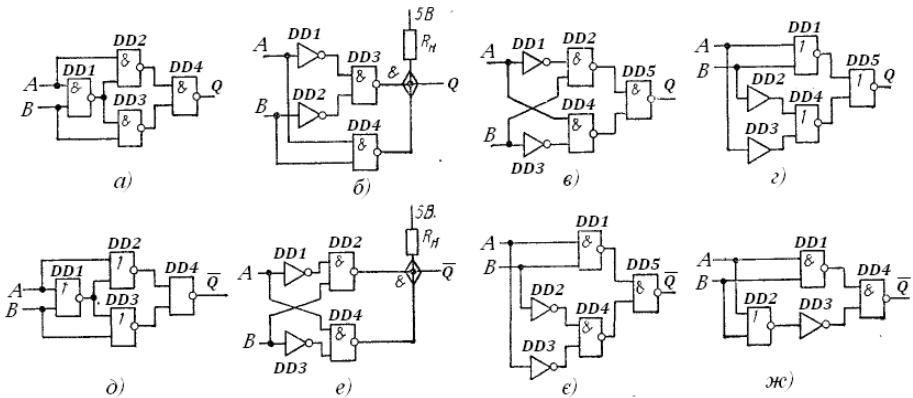 A
B
DD1
&
DD2
&
DD3
&
DD4
&
Q
а)
5В
Rн
A
B
DD1
DD2
DD3
&
DD4
&
&
Q
б)
A
B
DD1
DD2
&
DD3
DD4
&
DD5
&
Q
в)
A
B
DD1
1
DD2
DD3
DD4
1
DD5
1
Q
г)
A
B
DD1
1
DD2
1
DD3
1
DD4
Q̅
д)
5В.
Rн
A
B
DD1
DD2
&
DD3
DD4
&
&
Q̅
е)
A
B
DD1
&
DD2
DD3
DD4
&
DD5
&
Q̅
є)
A
B
DD1
&
DD2
1
DD3
DD4
&
Q̅
ж)